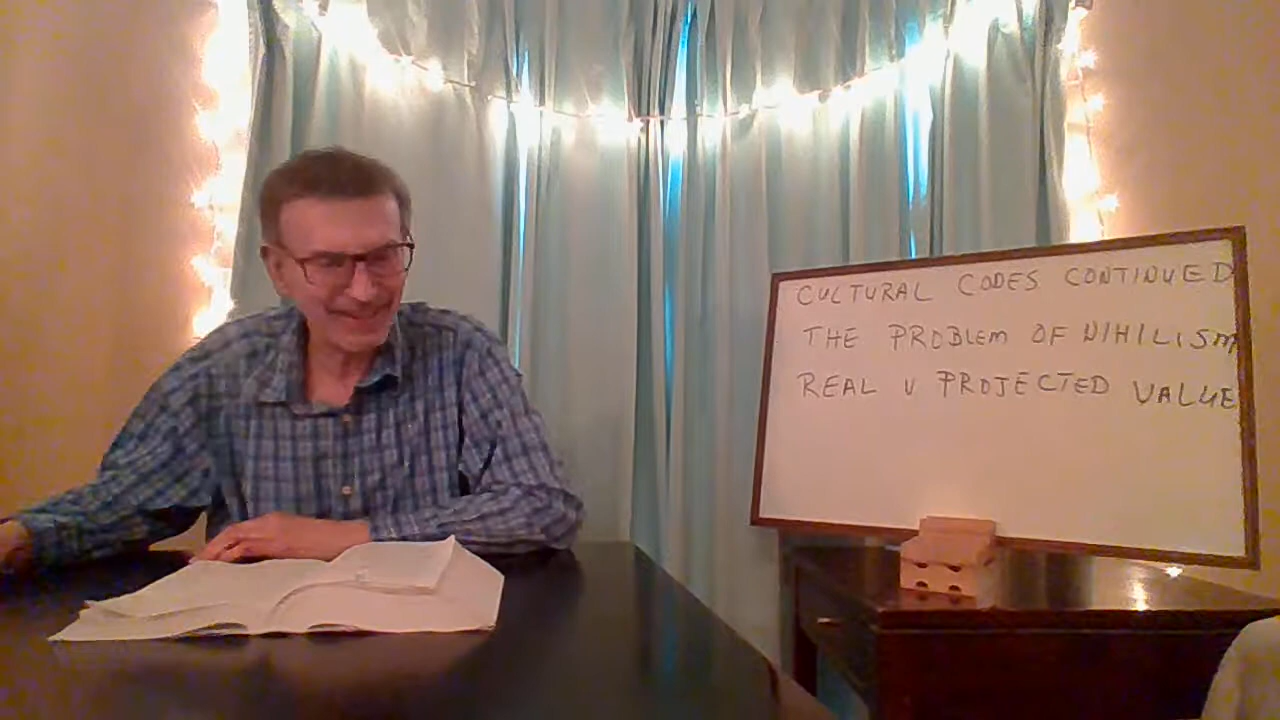 CULTURAL CODES CONTINUED
THE PROBLEM OF NIHILISM
REAL V PROJECTED VALUE